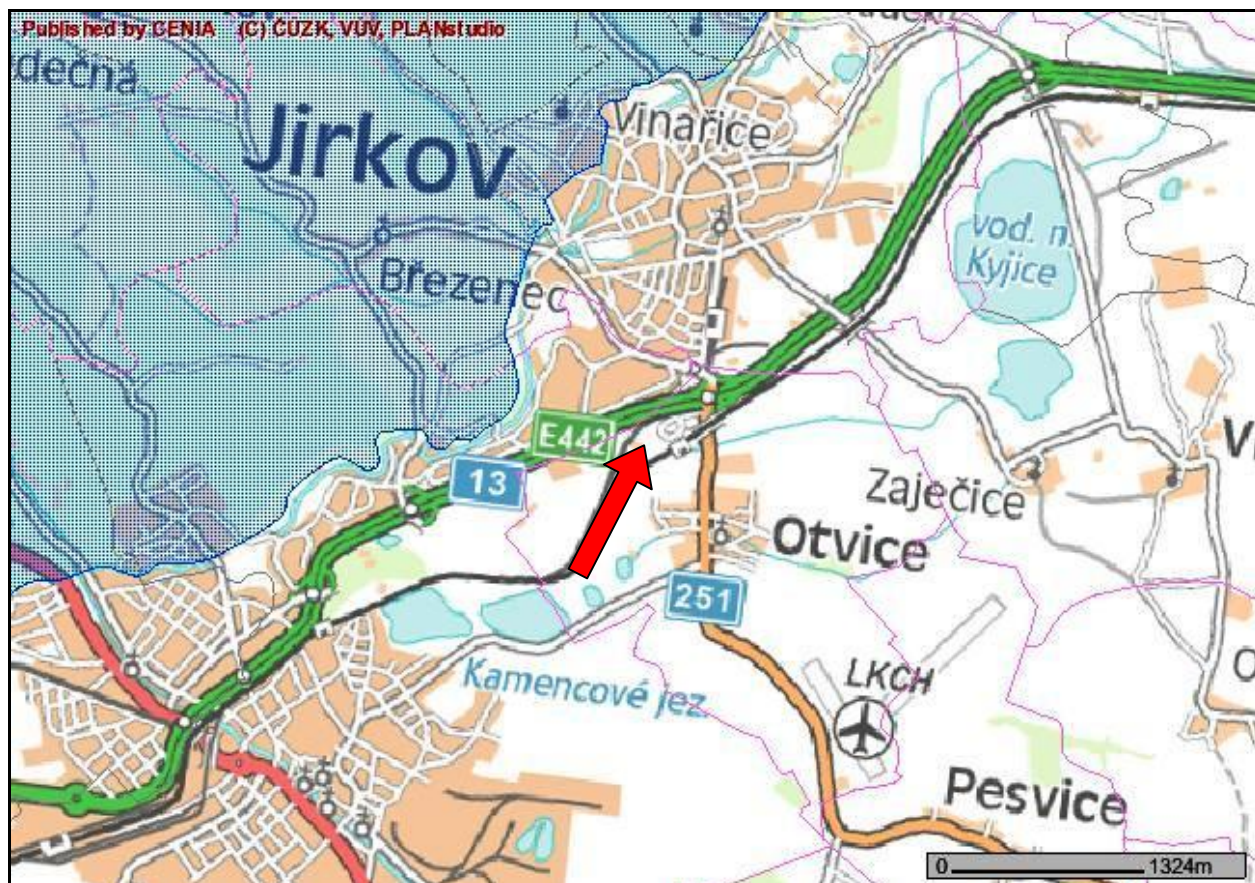 Published by CENIA (C) ČÚZK, VÚV, PLANstudio
dečná
Jirkov
Vinařice
Březenec
vod. n.
Kyjice
E442
13
Zaječice
Otvice
251
LKCH
Kamencové jez.
Pesvice
0 1324m